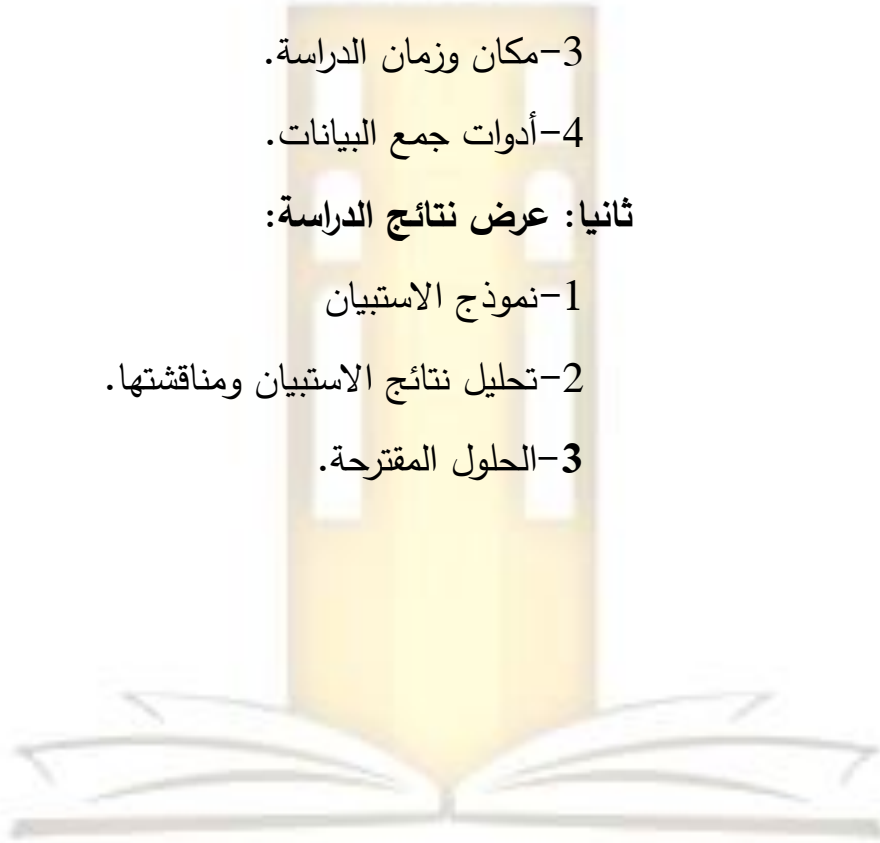 3-مكان وزمان الدراسة.
4-أدوات جمع البيانات.
ثانيا: عرض نتائج الدراسة:
1-نموذج الاستبيان
2-تحليل نتائج الاستبيان ومناقشتها.
3-الحلول المقترحة.